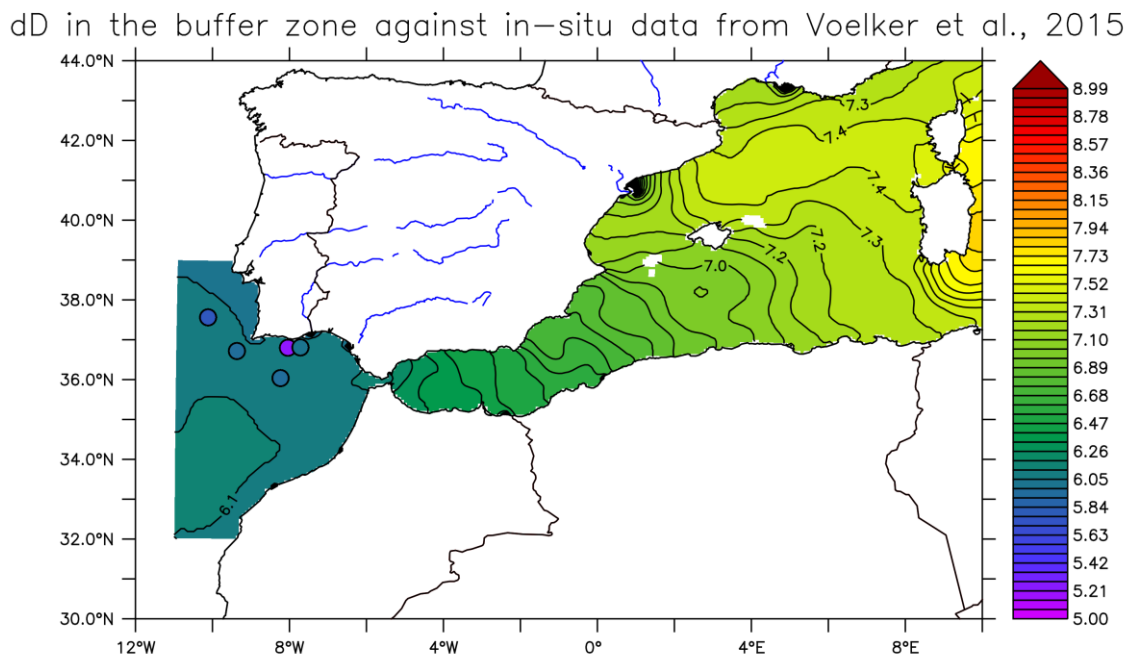 dD in the buffer zone against in-situ data from Voelker et al., 2015
44.0°N
42.0°N
40.0°N
38.0°N
36.0°N
34.0°N
32.0°N
30.0°N
12°W
8°W
4°W
0°
4°E
8°E
7.3
7.4
7.4
7.3
7.2
7.2
7.0
6.1
8.99
8.78
8.57
8.36
8.15
7.94
7.73
7.52
7.31
7.10
6.89
6.68
6.47
6.26
6.05
5.84
5.63
5.42
5.21
5.00